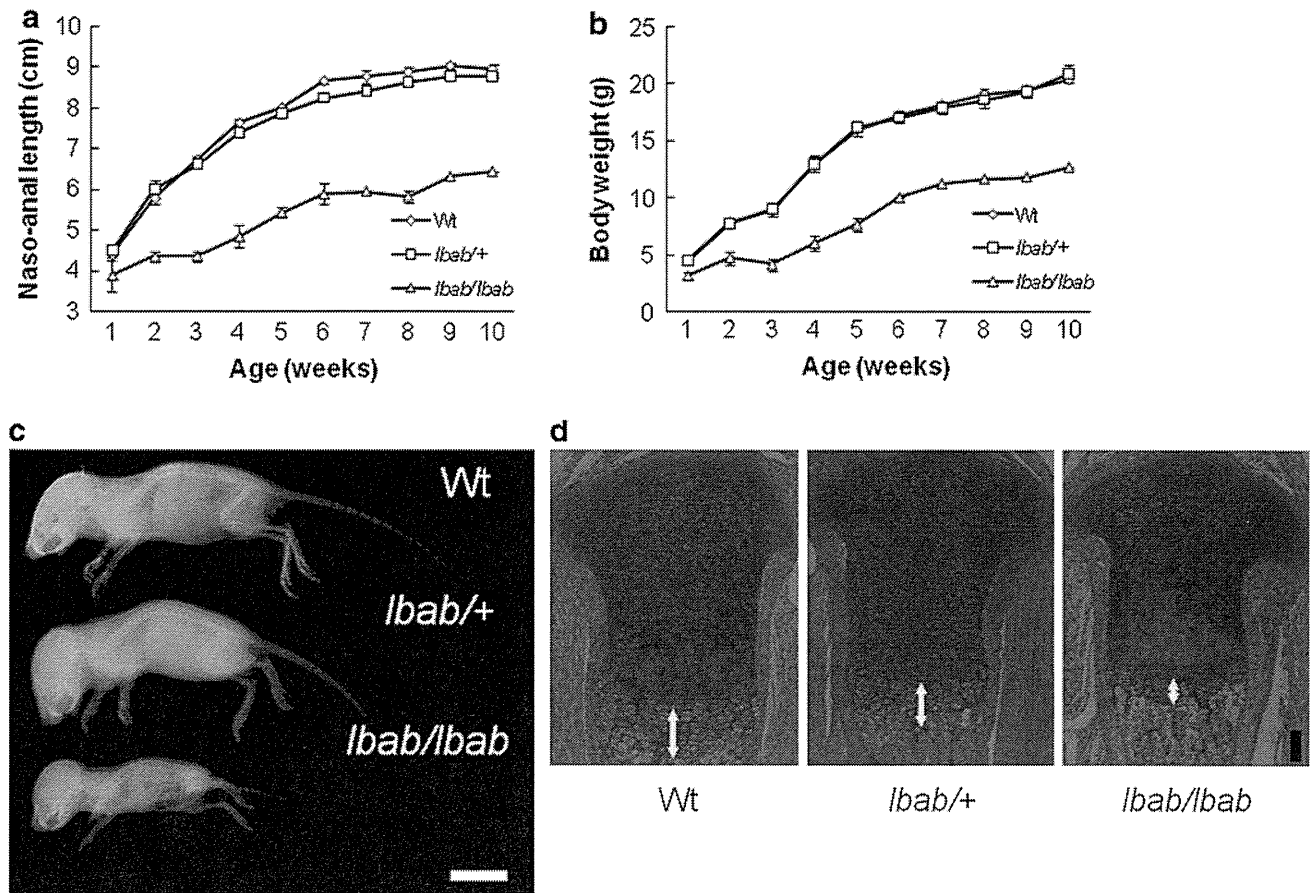 a
Naso-anal length (cm)
10
9
8
7
6
5
4
3
Wt
lbab/+
lbab/lbab
1 2 3 4 5 6 7 8 9 10
Age (weeks)
b
Body weight (g)
25
20
15
10
5
0
Wt
lbab/+
lbab/lbab
1 2 3 4 5 6 7 8 9 10
Age (weeks)
c
Wt
lbab/+
lbab/lbab
d
Wt
lbab/+
lbab/lbab